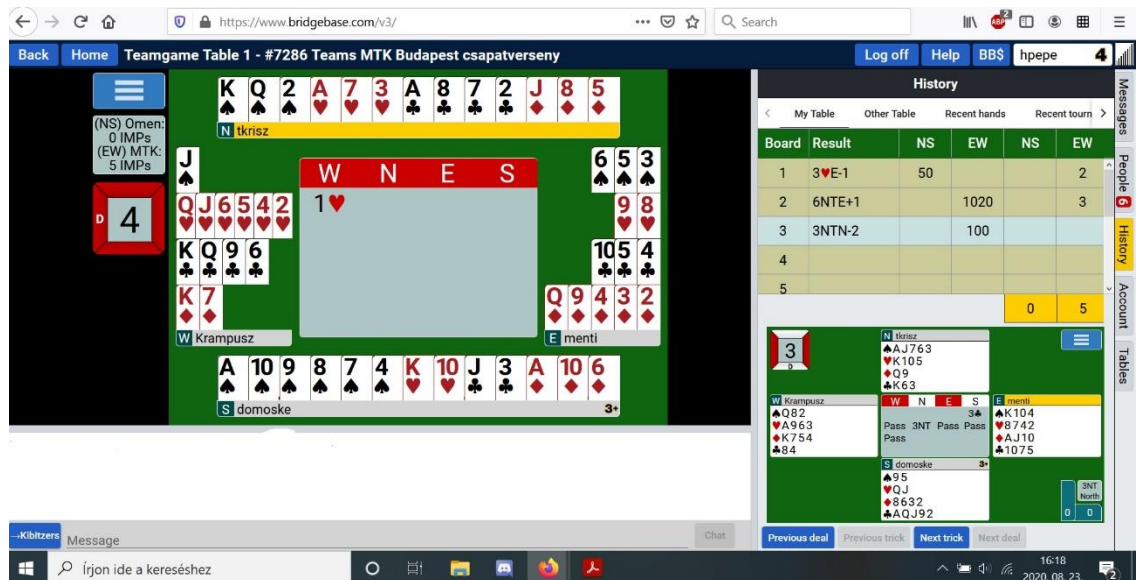 https://www.bridgebase.com/v3/
Search
Back Home Teamgame Table 1 - #7286 Teams MTK Budapest csapatverseny Log off Help BB$ hpepe 4
(NS) Omen:
0 IMPs
(EW) MTK:
5 IMPs
D 4
K Q 2 A 7 3 A 8 7 2 J 8 5
N tkrisz
J
Q J 6 5 4 2
K Q 9 6
K 7
W Krampusz
W N E S
1♥
6 5 3
9 8
10 5 4
Q 9 4 3 2
E menti
A 10 9 8 7 4 K 10 J 3 A 10 6
S domoske 3+
→Kibitzers Message Chat
History
My Table Other Table Recent hands Recent tourn
Board Result NS EW NS EW
1 3♥E-1 50 2
2 6NTE+1 1020 3
3 3NTN-2 100
4
5
0 5
3
D
N tkrisz
♠AJ763
♥K105
♦Q9
♣K63
W Krampusz
♠Q82
♥A963
♦K754
♣84
W N E S
3♣
Pass 3NT Pass Pass
Pass
E menti
♠K104
♥8742
♦AJ10
♣1075
S domoske 3+
♠95
♥QJ
♦8632
♣AQJ92
3NT
North
0 0
Previous deal Previous trick Next trick Next deal
Messages
People 6
History
Account
Tables
Írjon ide a kereséshez
16:18
2020. 08. 23.
2